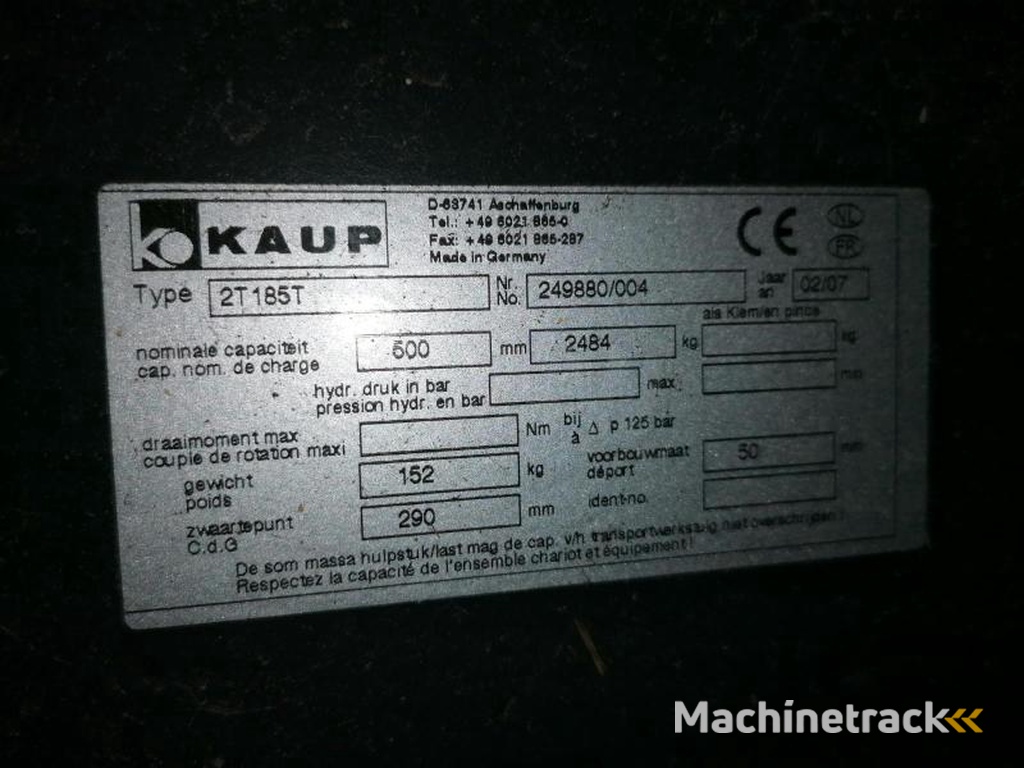 KAUP
D-63741 Aschaffenburg
Tel.: +49 6021 865-0
Fax: +49 6021 865-287
Made in Germany
CE
NL
FR
Type 2T185T Nr. No. 249880/004 Jaar an 02/07
als Klem/en pince
nominale capaciteit 500 mm 2484 kg kg
cap. nom. de charge
hydr. druk in bar max. mm
pression hydr. en bar
draaimoment max Nm bij à Δ p 125 bar
couple de rotation maxi
gewicht 152 kg voorbouwmaat 50 mm
poids déport
zwaartepunt 290 mm ident-no.
C.d.G
De som massa hulpstuk/last mag de cap. v/h transportwerktuig niet overschrijden !
Respectez la capacité de l'ensemble chariot et équipement !
Machinetrack